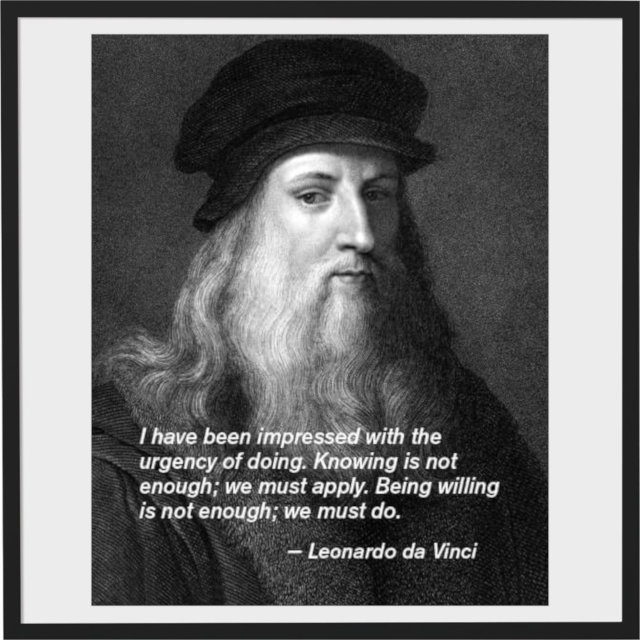 I have been impressed with the
urgency of doing. Knowing is not
enough; we must apply. Being willing
is not enough; we must do.
– Leonardo da Vinci